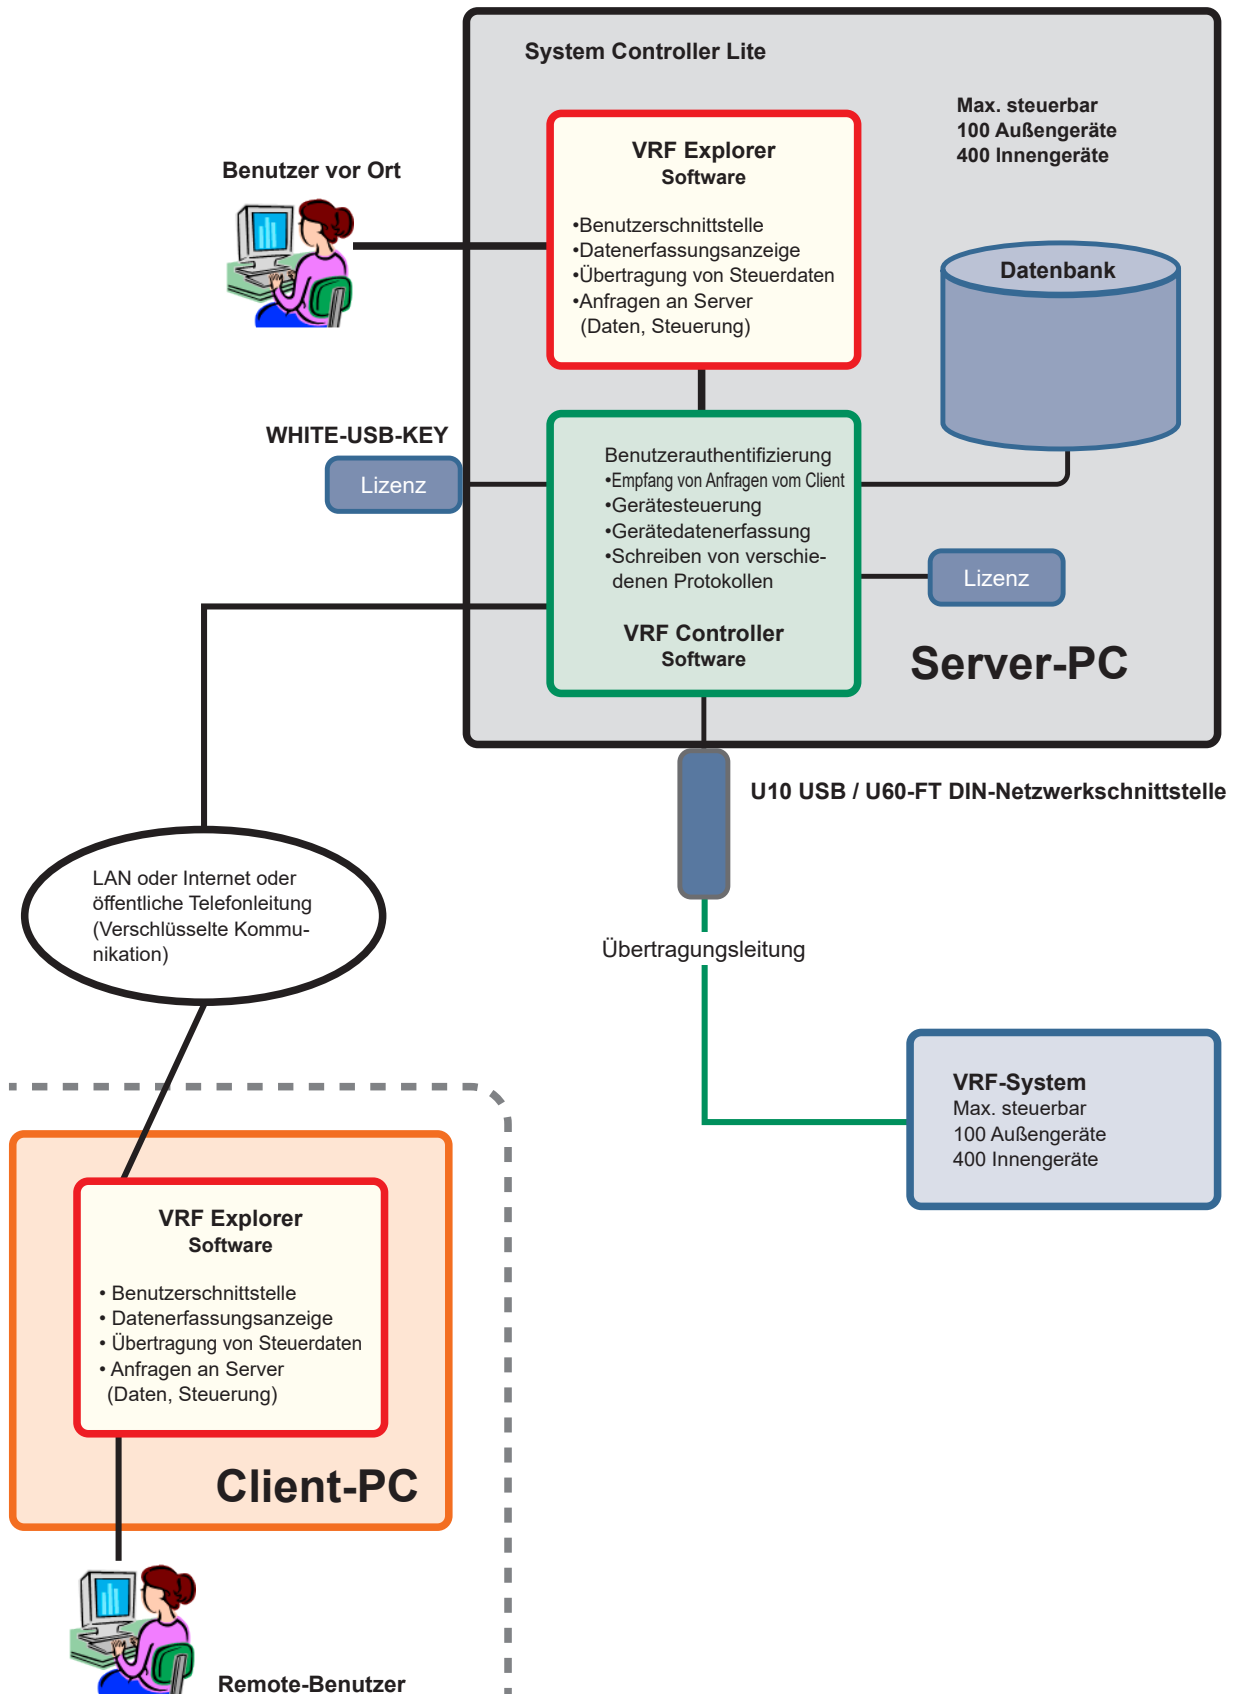 System Controller Lite
Max. steuerbar
100 Außengeräte
400 Innengeräte
VRF Explorer
Software
•Benutzerschnittstelle
•Datenerfassungsanzeige
•Übertragung von Steuerdaten
•Anfragen an Server
(Daten, Steuerung)
Benutzer vor Ort
Datenbank
WHITE-USB-KEY
Lizenz
Benutzerauthentifizierung
•Empfang von Anfragen vom Client
•Gerätesteuerung
•Gerätedatenerfassung
•Schreiben von verschie-
denen Protokollen
VRF Controller
Software
Lizenz
Server-PC
U10 USB / U60-FT DIN-Netzwerkschnittstelle
LAN oder Internet oder
öffentliche Telefonleitung
(Verschlüsselte Kommu-
nikation)
Übertragungsleitung
VRF-System
Max. steuerbar
100 Außengeräte
400 Innengeräte
VRF Explorer
Software
• Benutzerschnittstelle
• Datenerfassungsanzeige
• Übertragung von Steuerdaten
• Anfragen an Server
(Daten, Steuerung)
Client-PC
Remote-Benutzer